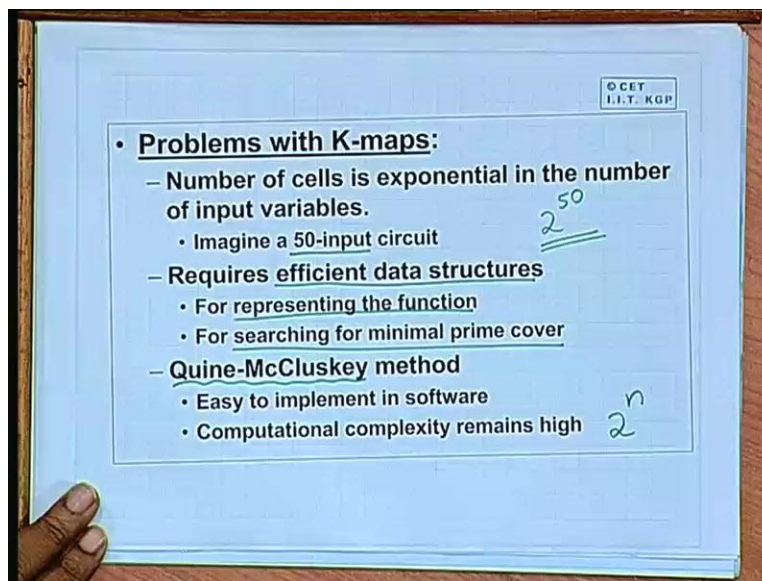 © CET
I.I.T. KGP
• Problems with K-maps:
– Number of cells is exponential in the number
of input variables.
2^50
• Imagine a 50-input circuit
– Requires efficient data structures
• For representing the function
• For searching for minimal prime cover
– Quine-McCluskey method
• Easy to implement in software
• Computational complexity remains high 2^n